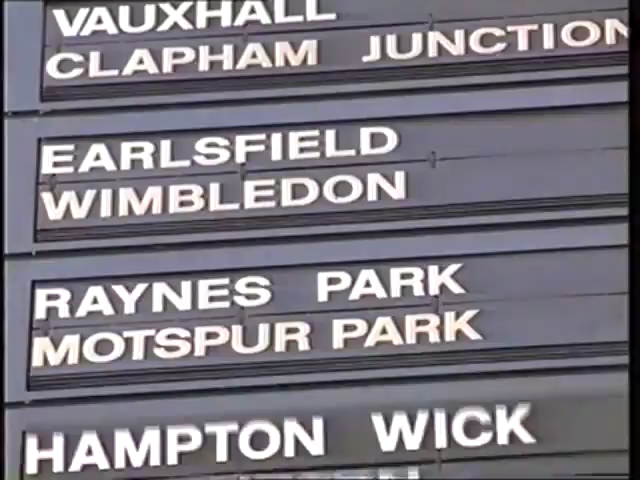 VAUXHALL
CLAPHAM JUNCTION
EARLSFIELD
WIMBLEDON
RAYNES PARK
MOTSPUR PARK
HAMPTON WICK